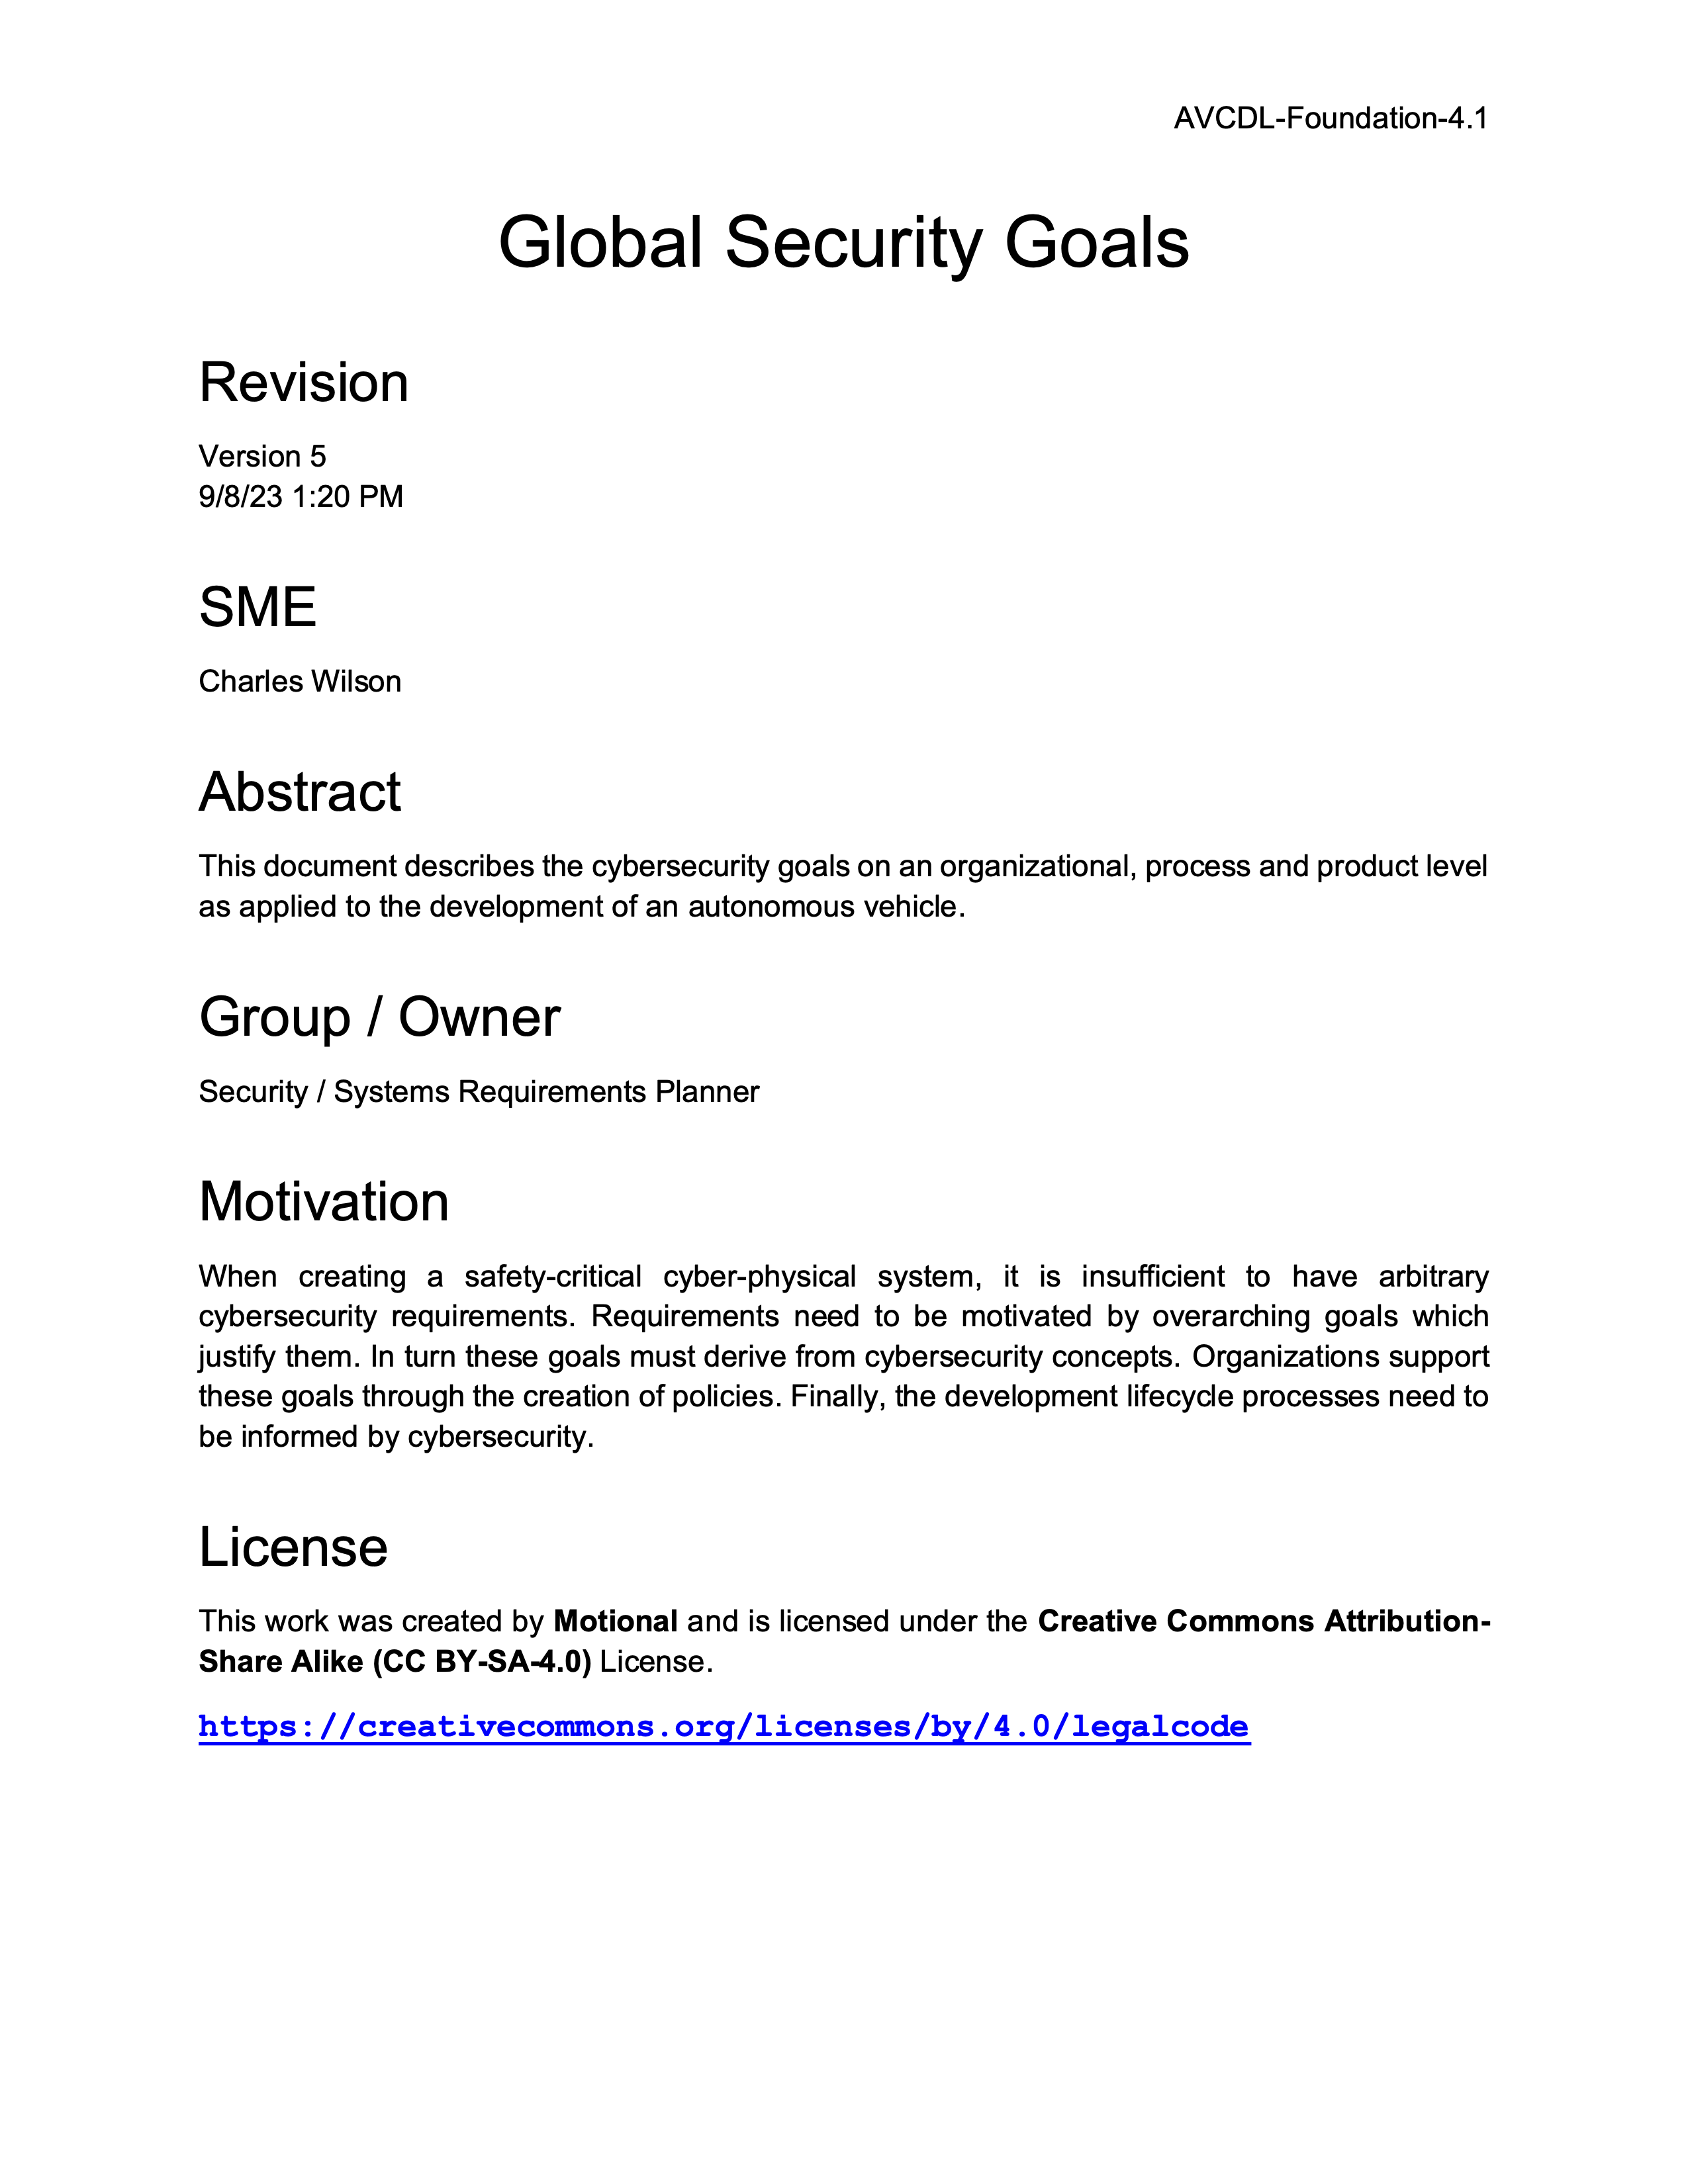 AVCDL-Foundation-4.1
Global Security Goals
Revision
Version 5
9/8/23 1:20 PM
SME
Charles Wilson
Abstract
This document describes the cybersecurity goals on an organizational, process and product level
as applied to the development of an autonomous vehicle.
Group / Owner
Security / Systems Requirements Planner
Motivation
When creating a safety-critical cyber-physical system, it is insufficient to have arbitrary
cybersecurity requirements. Requirements need to be motivated by overarching goals which
justify them. In turn these goals must derive from cybersecurity concepts. Organizations support
these goals through the creation of policies. Finally, the development lifecycle processes need to
be informed by cybersecurity.
License
This work was created by Motional and is licensed under the Creative Commons Attribution-
Share Alike (CC BY-SA-4.0) License.
https://creativecommons.org/licenses/by/4.0/legalcode